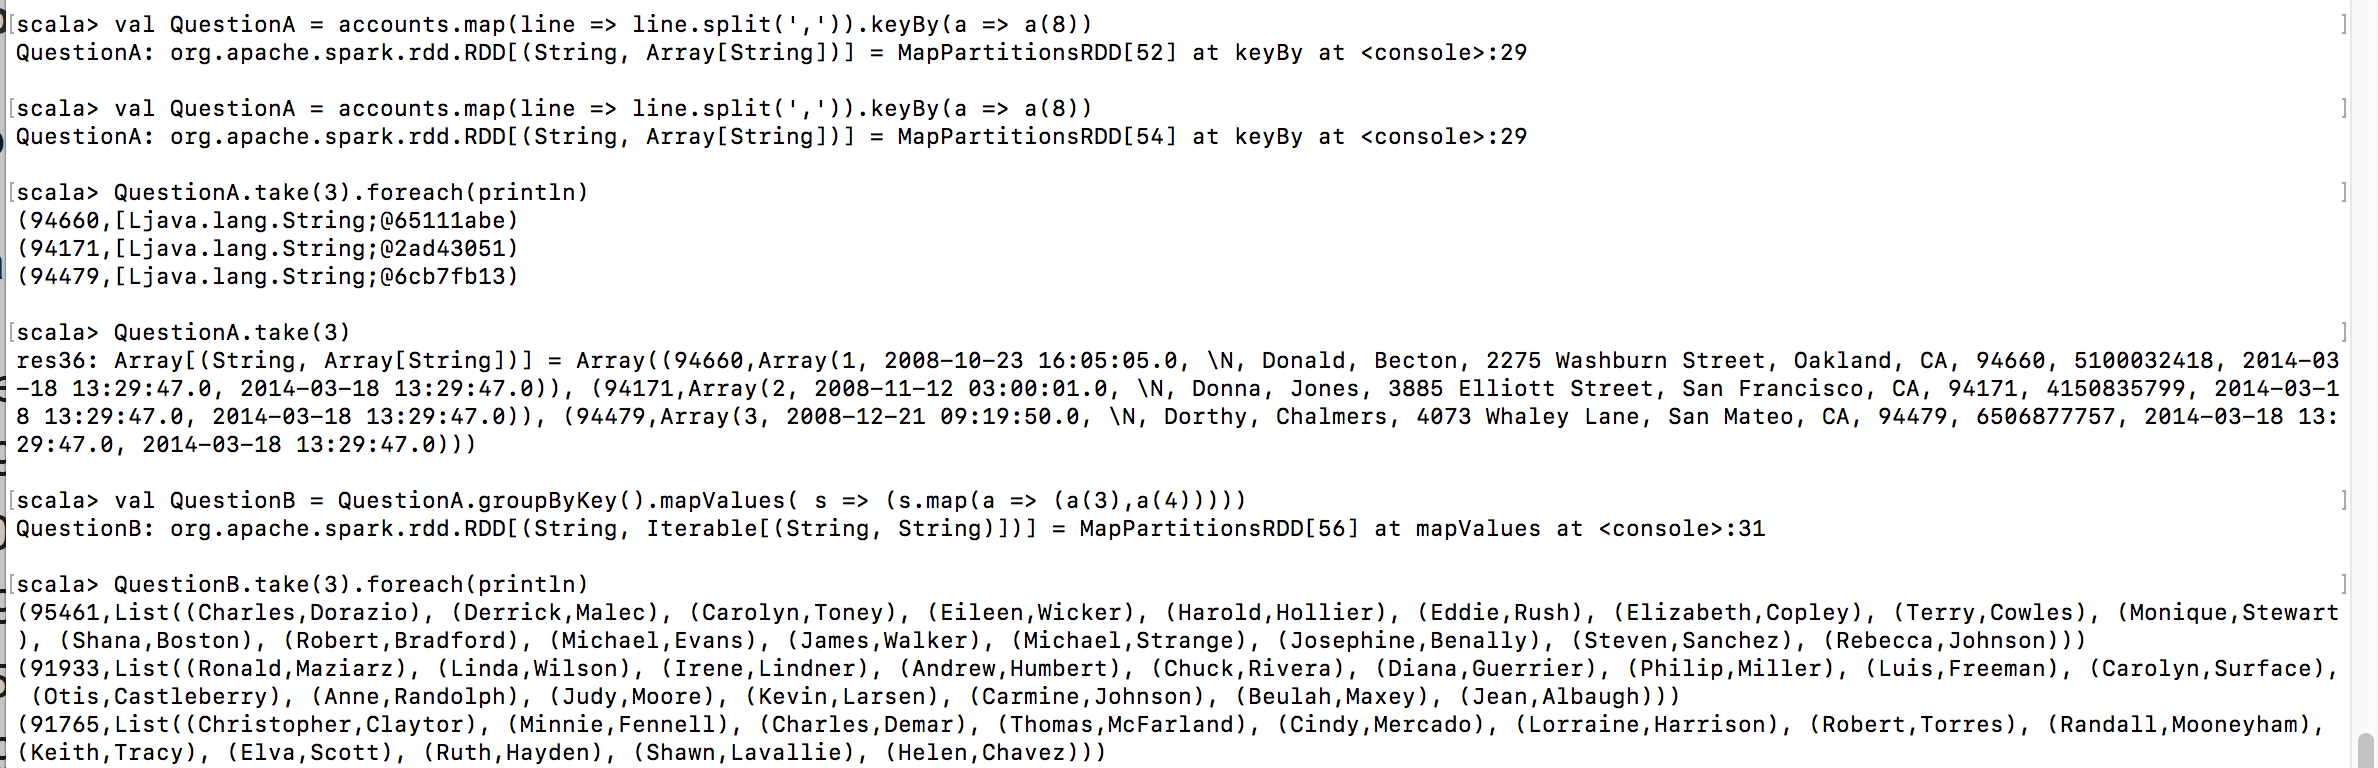 [scala> val QuestionA = accounts.map(line => line.split(',')).keyBy(a => a(8)) ]
QuestionA: org.apache.spark.rdd.RDD[(String, Array[String])] = MapPartitionsRDD[52] at keyBy at <console>:29
[scala> val QuestionA = accounts.map(line => line.split(',')).keyBy(a => a(8)) ]
QuestionA: org.apache.spark.rdd.RDD[(String, Array[String])] = MapPartitionsRDD[54] at keyBy at <console>:29
[scala> QuestionA.take(3).foreach(println) ]
(94660,[Ljava.lang.String;@65111abe)
(94171,[Ljava.lang.String;@2ad43051)
(94479,[Ljava.lang.String;@6cb7fb13)
[scala> QuestionA.take(3) ]
res36: Array[(String, Array[String])] = Array((94660,Array(1, 2008-10-23 16:05:05.0, \N, Donald, Becton, 2275 Washburn Street, Oakland, CA, 94660, 5100032418, 2014-03
-18 13:29:47.0, 2014-03-18 13:29:47.0)), (94171,Array(2, 2008-11-12 03:00:01.0, \N, Donna, Jones, 3885 Elliott Street, San Francisco, CA, 94171, 4150835799, 2014-03-1
8 13:29:47.0, 2014-03-18 13:29:47.0)), (94479,Array(3, 2008-12-21 09:19:50.0, \N, Dorthy, Chalmers, 4073 Whaley Lane, San Mateo, CA, 94479, 6506877757, 2014-03-18 13:
29:47.0, 2014-03-18 13:29:47.0)))
[scala> val QuestionB = QuestionA.groupByKey().mapValues( s => (s.map(a => (a(3),a(4))))) ]
QuestionB: org.apache.spark.rdd.RDD[(String, Iterable[(String, String)])] = MapPartitionsRDD[56] at mapValues at <console>:31
[scala> QuestionB.take(3).foreach(println) ]
(95461,List((Charles,Dorazio), (Derrick,Malec), (Carolyn,Toney), (Eileen,Wicker), (Harold,Hollier), (Eddie,Rush), (Elizabeth,Copley), (Terry,Cowles), (Monique,Stewart
), (Shana,Boston), (Robert,Bradford), (Michael,Evans), (James,Walker), (Michael,Strange), (Josephine,Benally), (Steven,Sanchez), (Rebecca,Johnson)))
(91933,List((Ronald,Maziarz), (Linda,Wilson), (Irene,Lindner), (Andrew,Humbert), (Chuck,Rivera), (Diana,Guerrier), (Philip,Miller), (Luis,Freeman), (Carolyn,Surface),
(Otis,Castleberry), (Anne,Randolph), (Judy,Moore), (Kevin,Larsen), (Carmine,Johnson), (Beulah,Maxey), (Jean,Albaugh)))
(91765,List((Christopher,Claytor), (Minnie,Fennell), (Charles,Demar), (Thomas,McFarland), (Cindy,Mercado), (Lorraine,Harrison), (Robert,Torres), (Randall,Mooneyham),
(Keith,Tracy), (Elva,Scott), (Ruth,Hayden), (Shawn,Lavallie), (Helen,Chavez)))